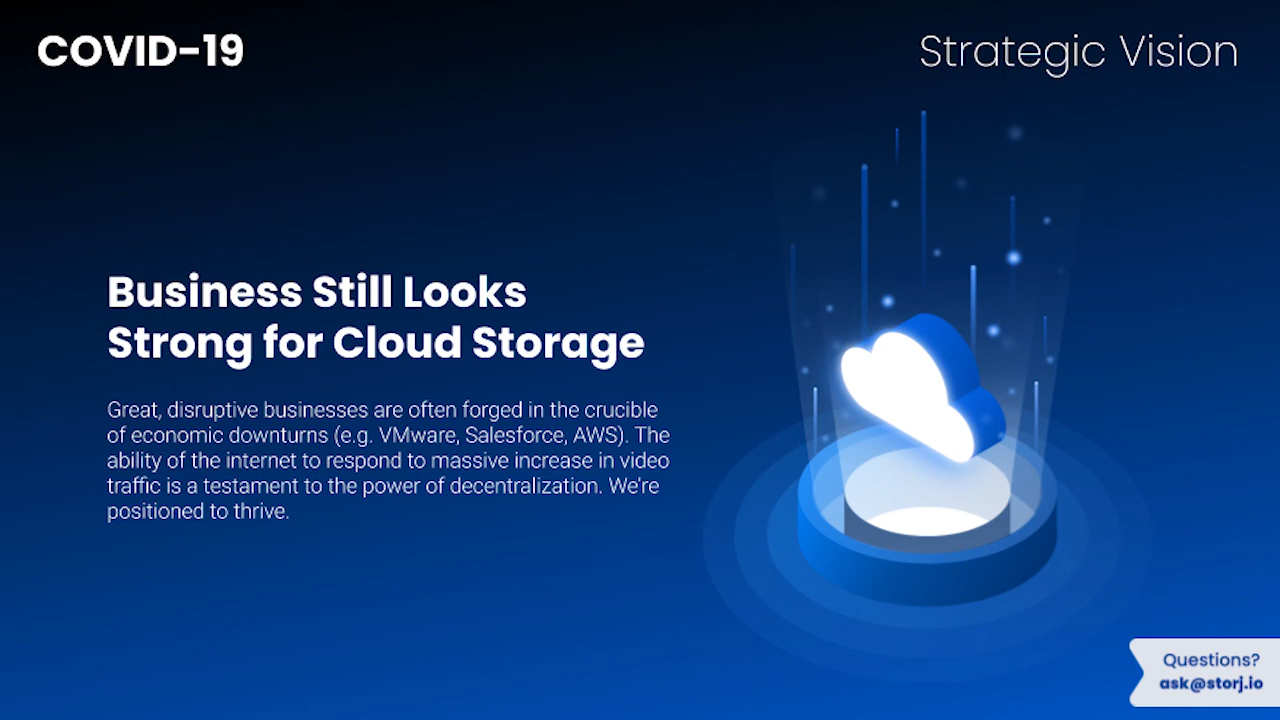 COVID-19
Strategic Vision
Business Still Looks
Strong for Cloud Storage
Great, disruptive businesses are often forged in the crucible
of economic downturns (e.g. VMware, Salesforce, AWS). The
ability of the internet to respond to massive increase in video
traffic is a testament to the power of decentralization. We're
positioned to thrive.
Questions?
ask@storj.io